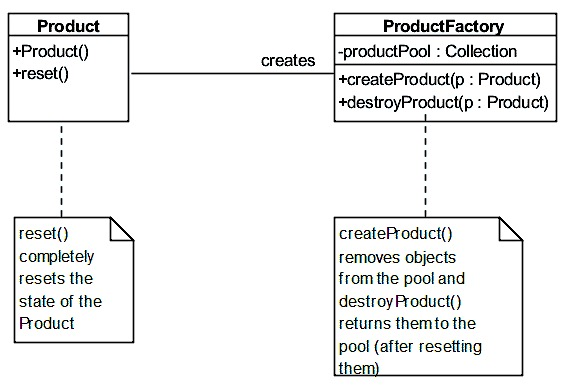 Product
+Product()
+reset()
creates
ProductFactory
-productPool : Collection
+createProduct(p : Product)
+destroyProduct(p : Product)
reset()
completely
resets the
state of the
Product
createProduct()
removes objects
from the pool and
destroyProduct()
returns them to the
pool (after resetting
them)